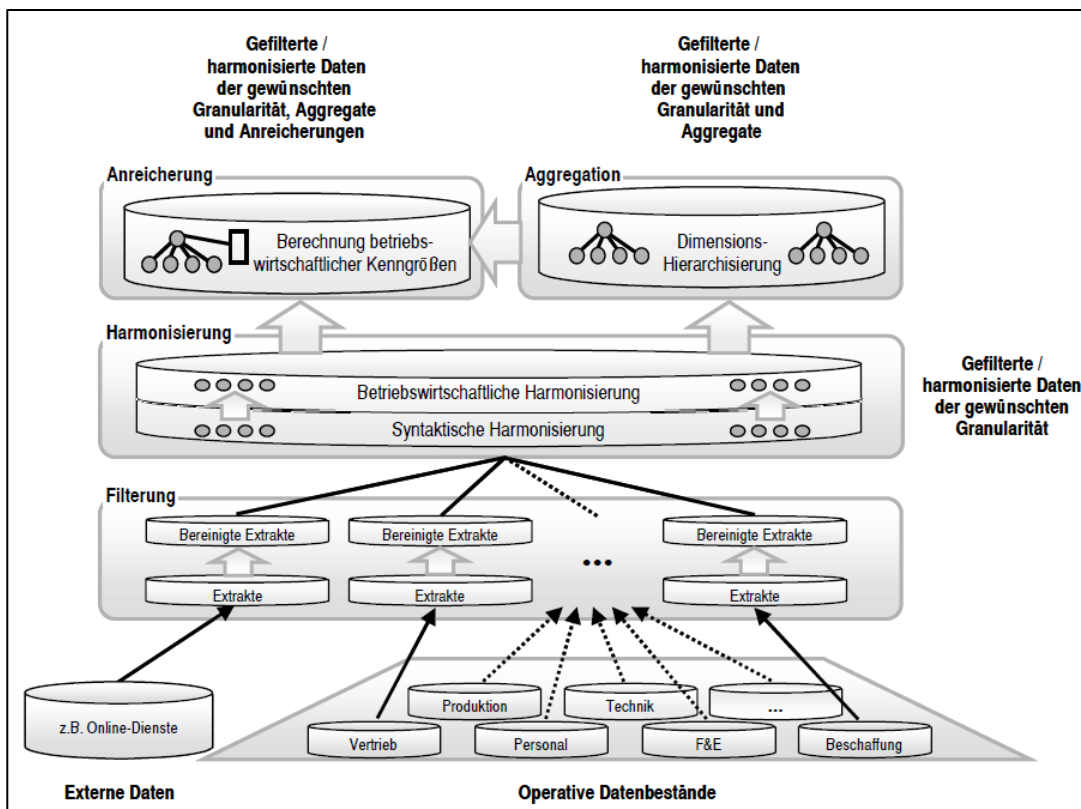 Gefilterte /
harmonisierte Daten
der gewünschten
Granularität, Aggregate
und Anreicherungen
Gefilterte /
harmonisierte Daten
der gewünschten
Granularität und
Aggregate
Anreicherung
Berechnung betriebs-
wirtschaftlicher Kenngrößen
Aggregation
Dimensions-
Hierarchisierung
Harmonisierung
Betriebswirtschaftliche Harmonisierung
Syntaktische Harmonisierung
Gefilterte /
harmonisierte Daten
der gewünschten
Granularität
Filterung
Bereinigte Extrakte
Bereinigte Extrakte
Bereinigte Extrakte
...
Extrakte
Extrakte
Extrakte
z.B. Online-Dienste
Produktion
Technik
...
Vertrieb
Personal
F&E
Beschaffung
Externe Daten
Operative Datenbestände